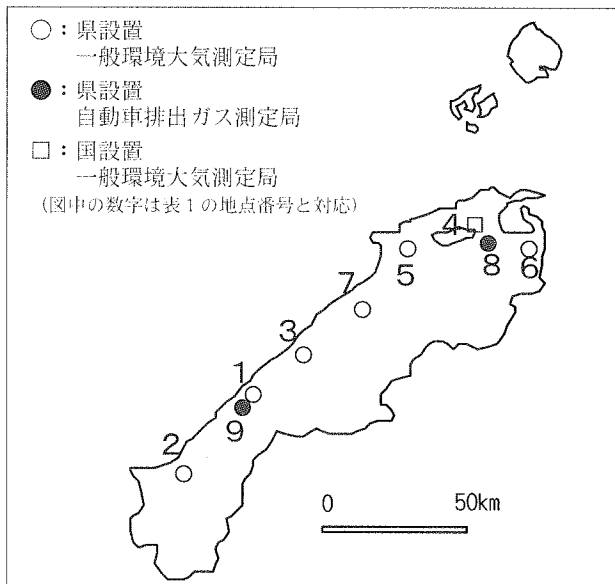 ○：県設置
一般環境大気測定局
●：県設置
自動車排出ガス測定局
□：国設置
一般環境大気測定局
(図中の数字は表1の地点番号と対応)
4
5
8
6
7
3
1
9
2
0
50km